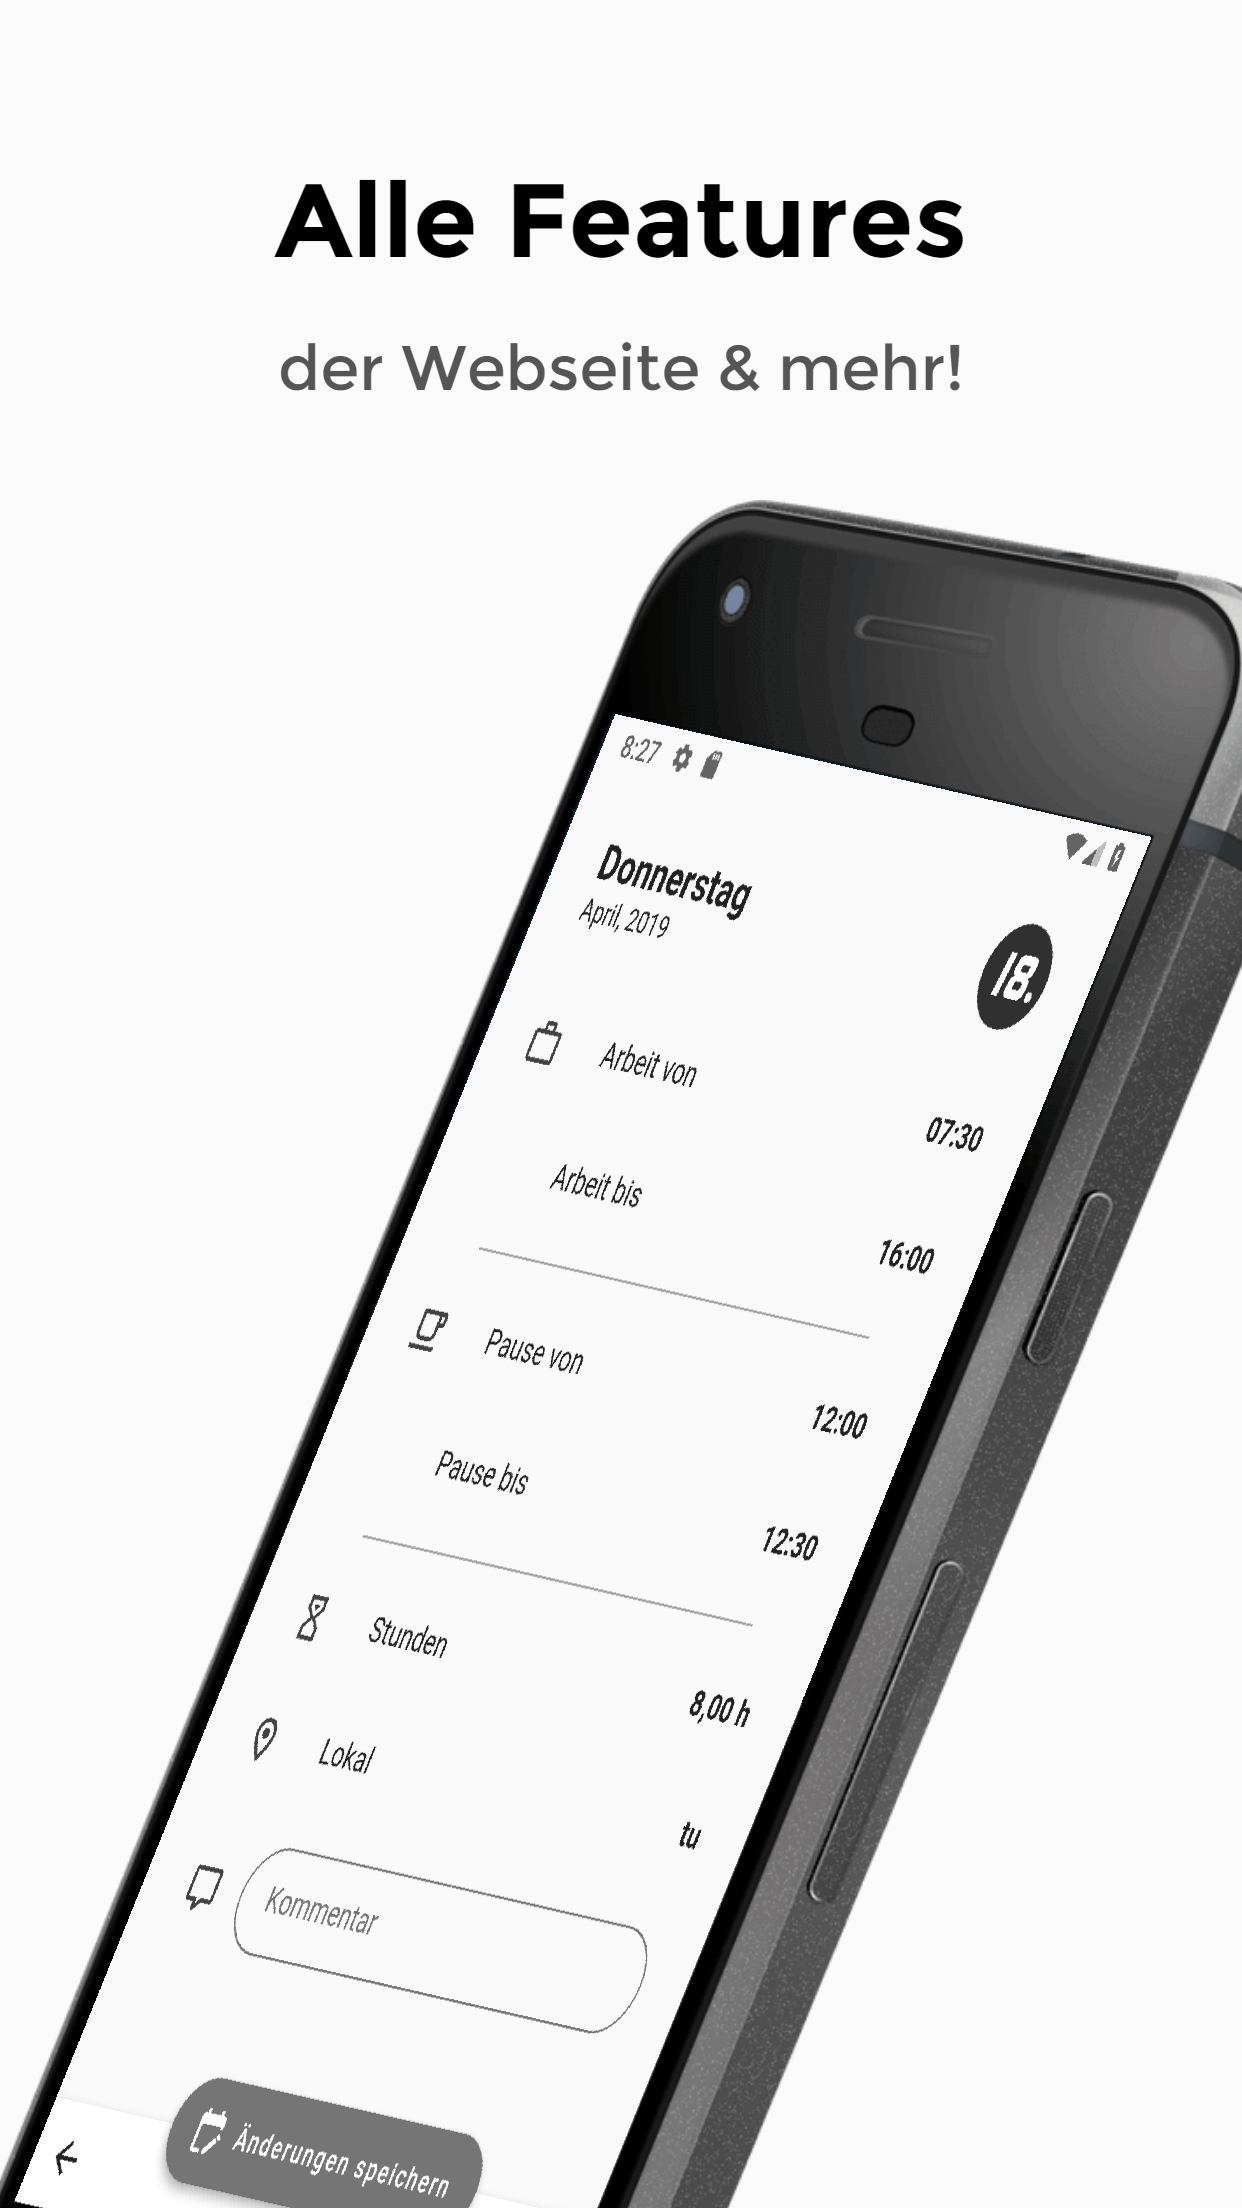 Alle Features
der Webseite & mehr!
8:27
Donnerstag
April, 2019
18.
Arbeit von
07:30
Arbeit bis
16:00
Pause von
12:00
Pause bis
12:30
Stunden
8,00 h
Lokal
tu
Kommentar
Änderungen speichern